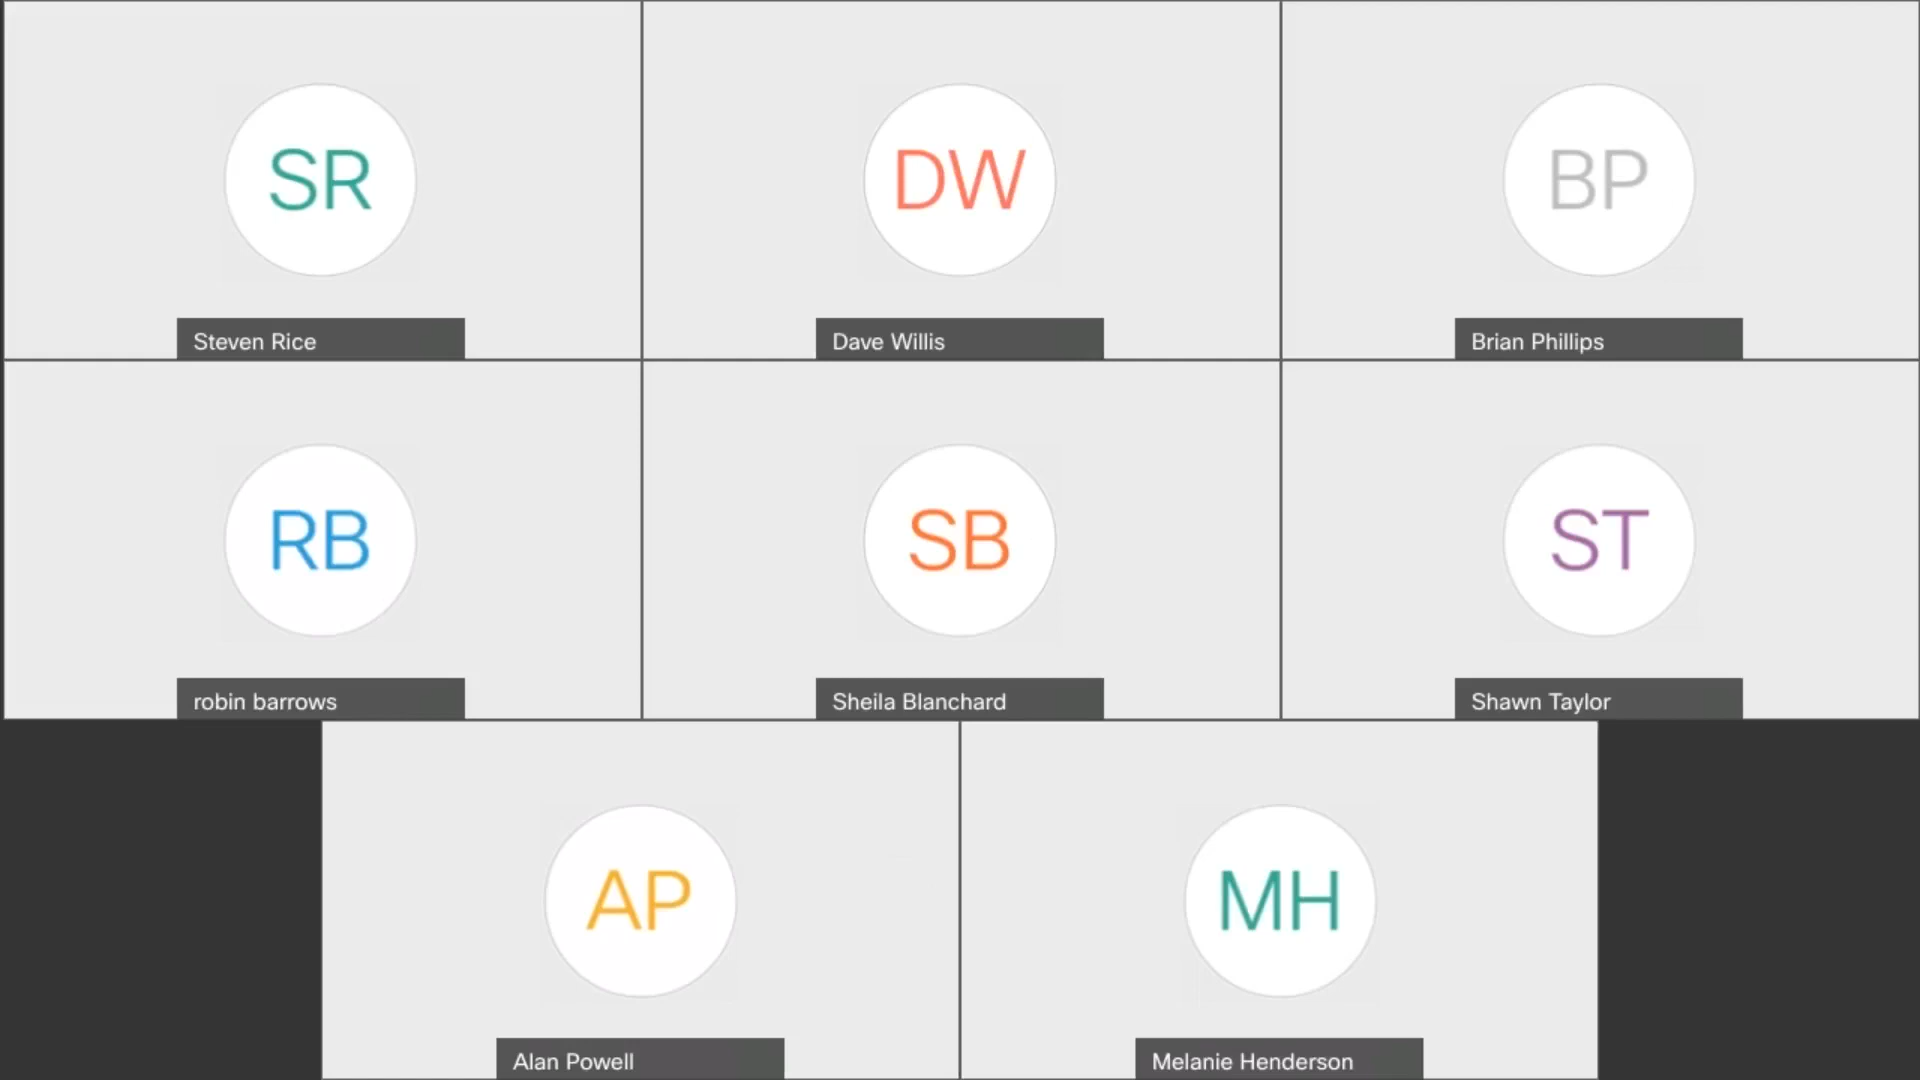 SR
DW
BP
Steven Rice
Dave Willis
Brian Phillips
RB
SB
ST
robin barrows
Sheila Blanchard
Shawn Taylor
AP
MH
Alan Powell
Melanie Henderson